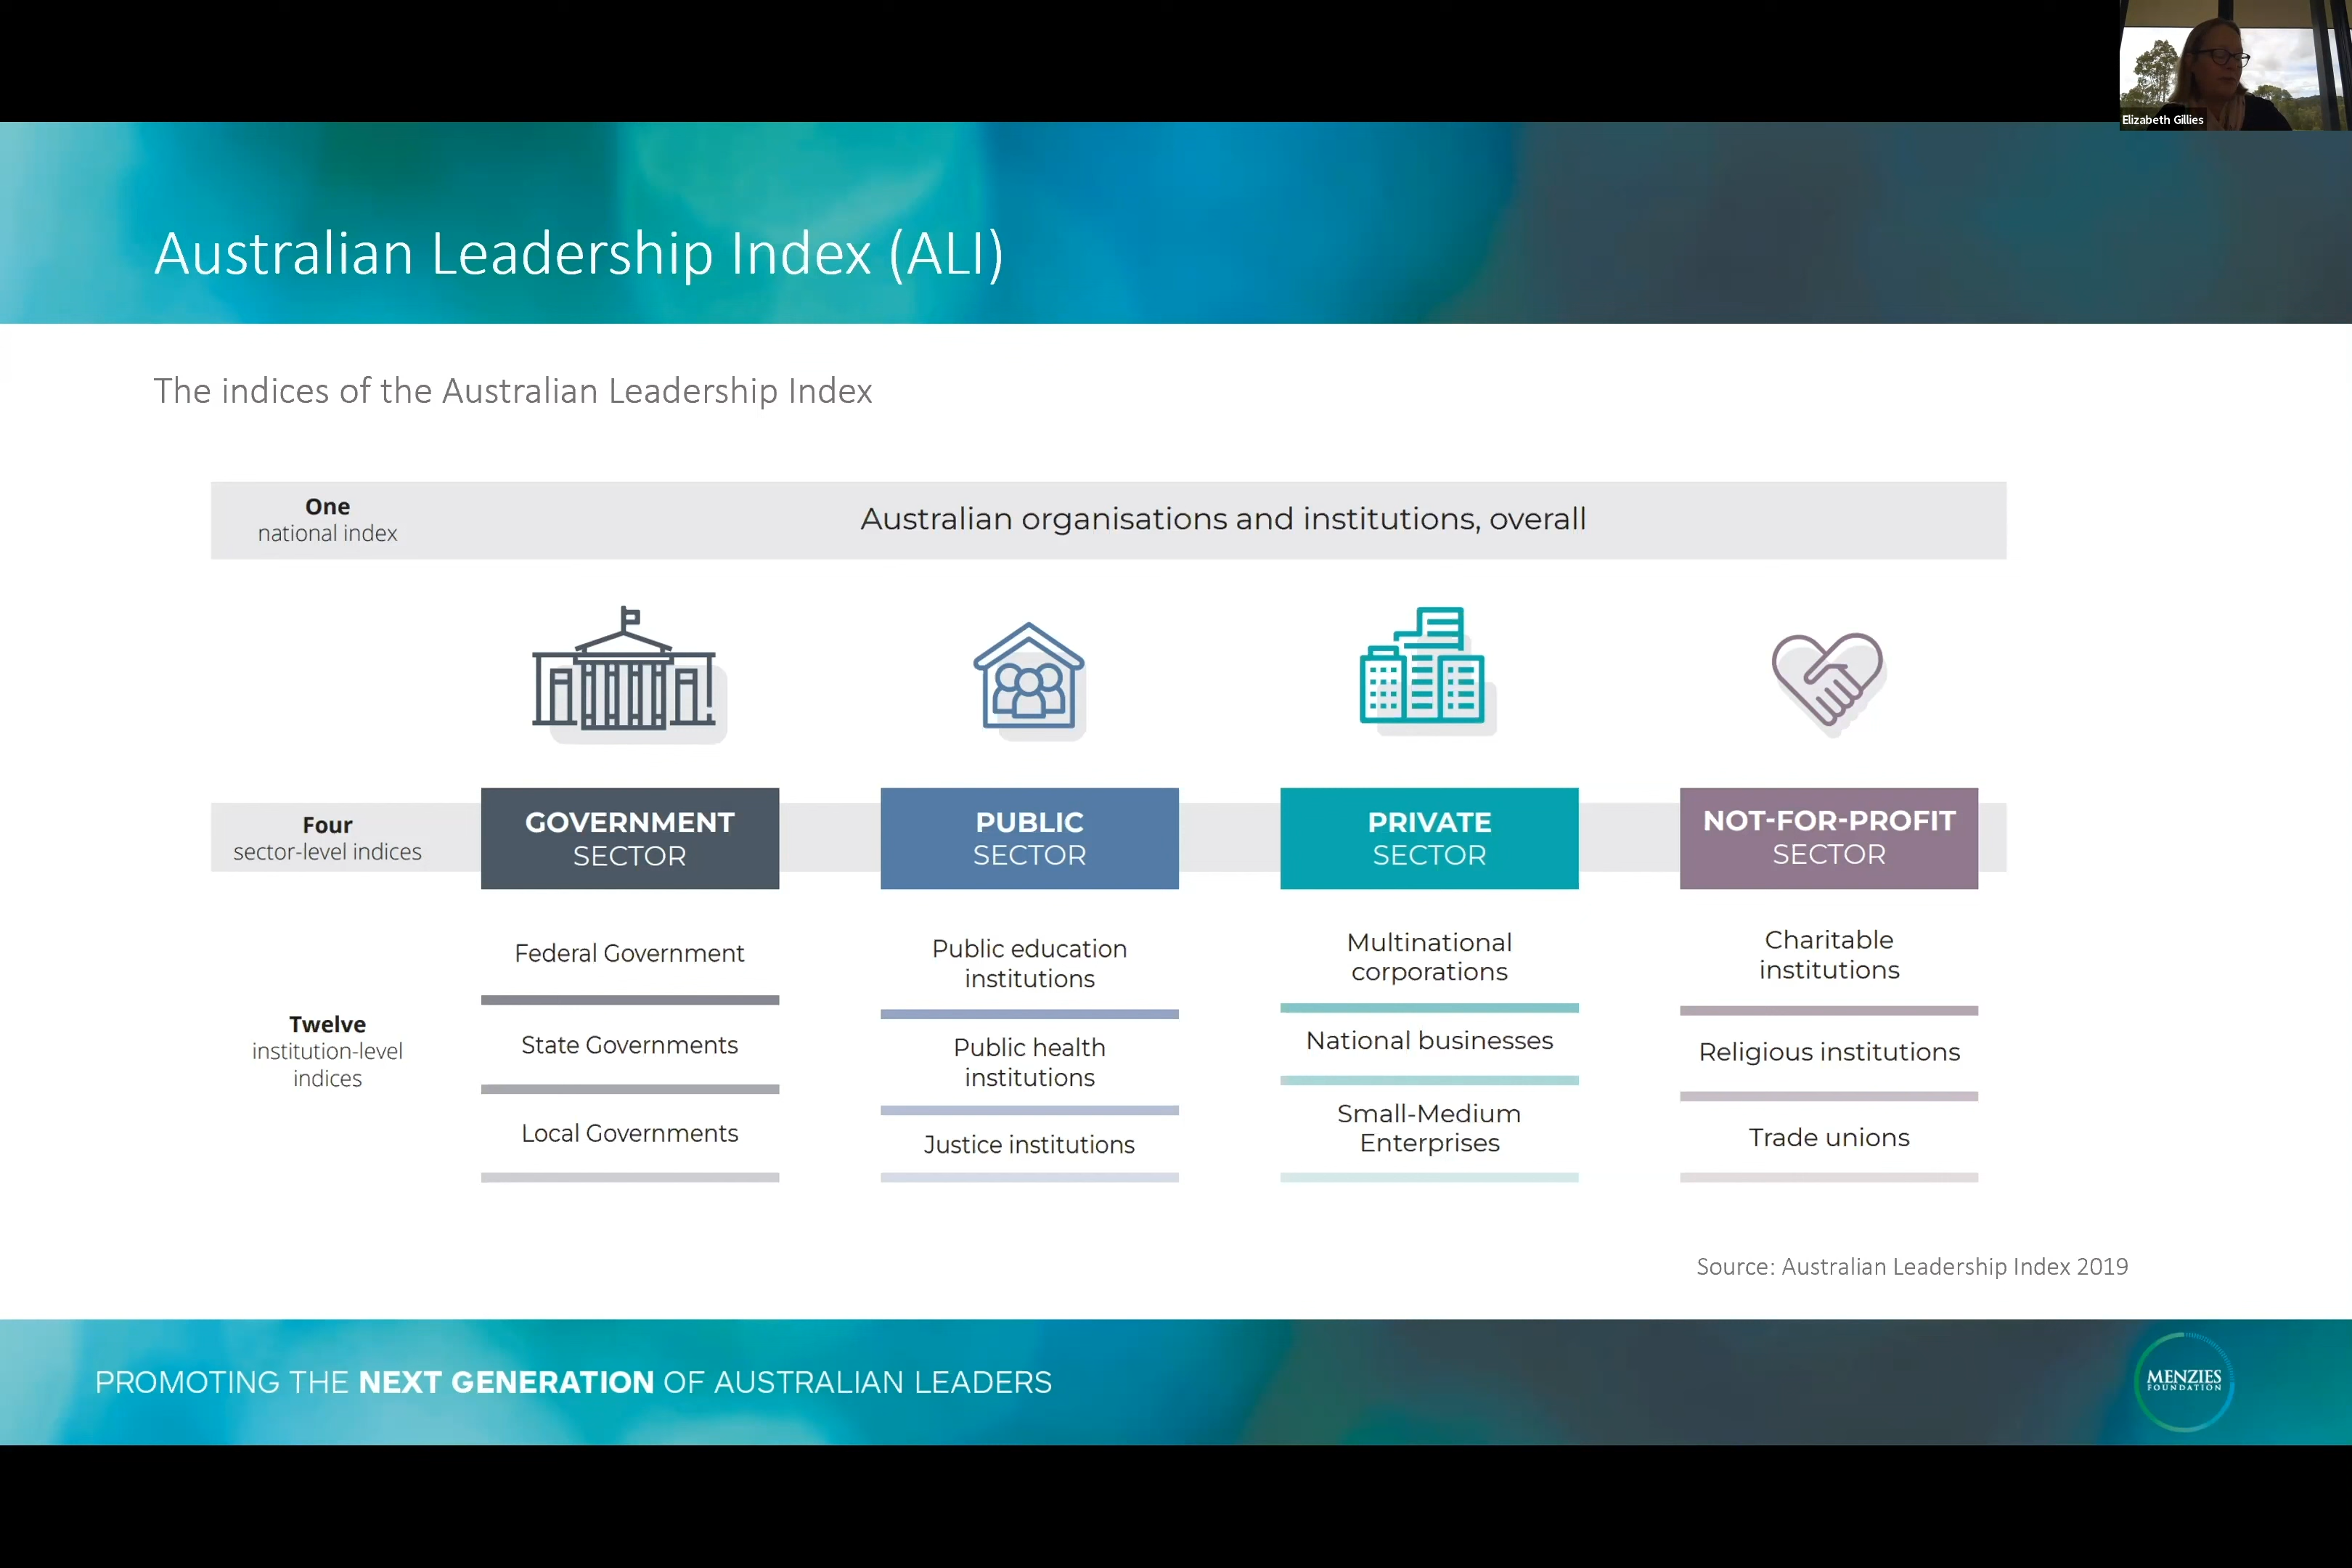 Elizabeth Gillies
Australian Leadership Index (ALI)
The indices of the Australian Leadership Index
One
national index
Australian organisations and institutions, overall
Four
sector-level indices
GOVERNMENT
SECTOR
PUBLIC
SECTOR
PRIVATE
SECTOR
NOT-FOR-PROFIT
SECTOR
Twelve
institution-level
indices
Federal Government
State Governments
Local Governments
Public education
institutions
Public health
institutions
Justice institutions
Multinational
corporations
National businesses
Small-Medium
Enterprises
Charitable
institutions
Religious institutions
Trade unions
Source: Australian Leadership Index 2019
PROMOTING THE NEXT GENERATION OF AUSTRALIAN LEADERS
MENZIES
FOUNDATION